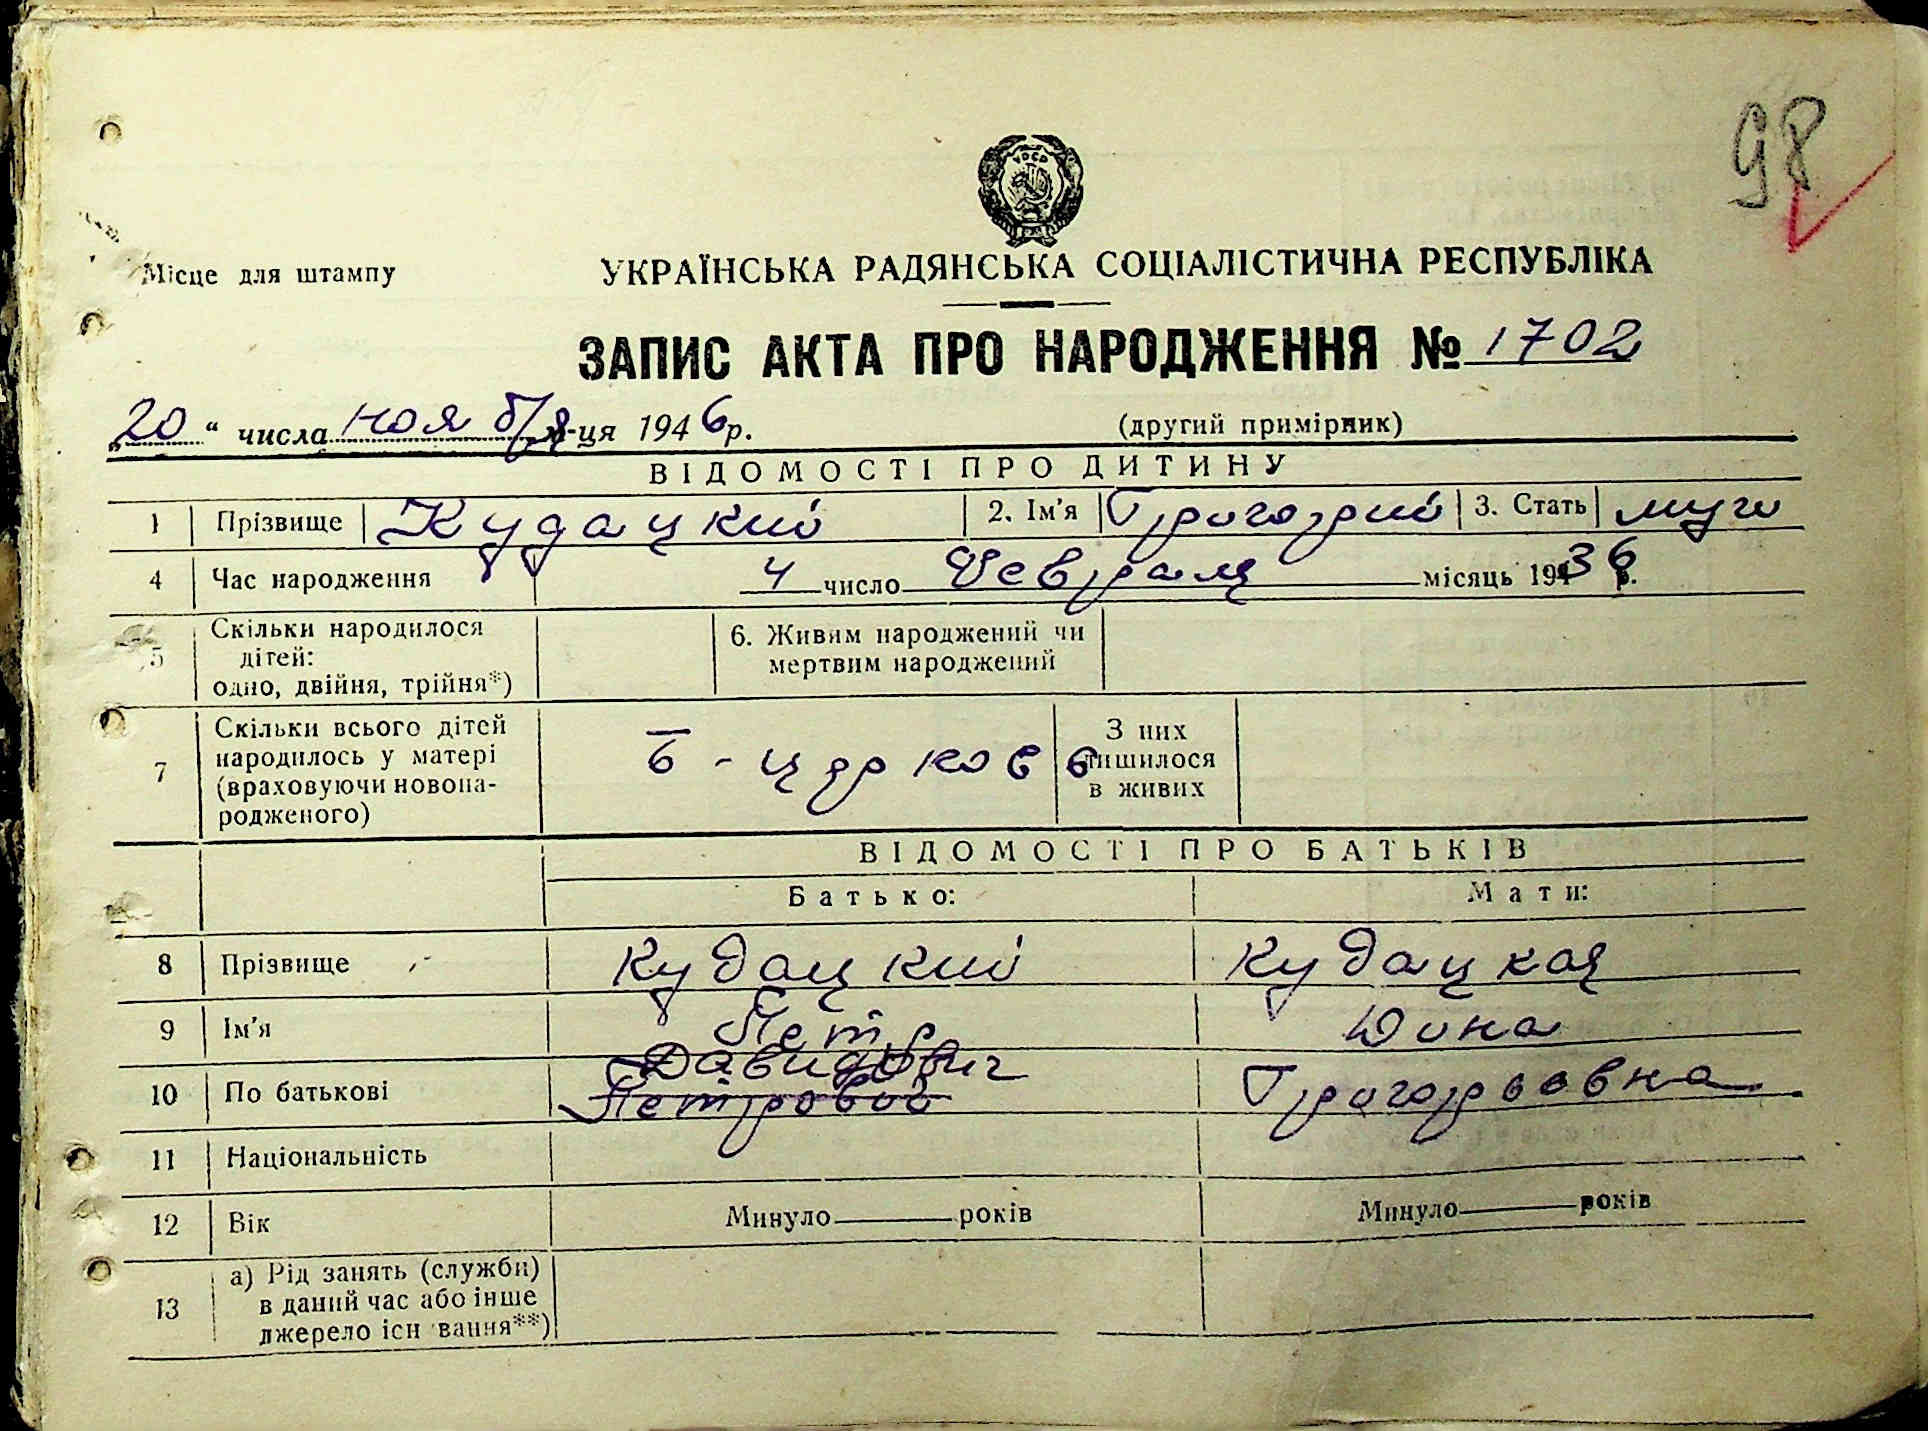 98
УРСР
Місце для штампу
УКРАЇНСЬКА РАДЯНСЬКА СОЦІАЛІСТИЧНА РЕСПУБЛІКА
ЗАПИС АКТА ПРО НАРОДЖЕННЯ № 1702
„20“ числа ноября м-ця 1946 р. (другий примірник)
ВІДОМОСТІ ПРО ДИТИНУ
1 Прізвище Кудацкий 2. Ім'я Григорий 3. Стать муж
4 Час народження 4 число Февраля місяць 1936 р.
5 Скільки народилося дітей: одно, двійня, трійня*) 6. Живим народжений чи мертвим народжений
7 Скільки всього дітей народилось у матері (враховуючи новонародженого) Б-церков З них лишилося в живих
ВІДОМОСТІ ПРО БАТЬКІВ
Батько: Мати:
8 Прізвище Кудацкий Кудацкая
9 Ім'я Петр Дина
10 По батькові Давидович Петрович Григорьевна
11 Національність
12 Вік Минуло років Минуло років
13 а) Рід занять (служби) в даний час або інше джерело існування**)